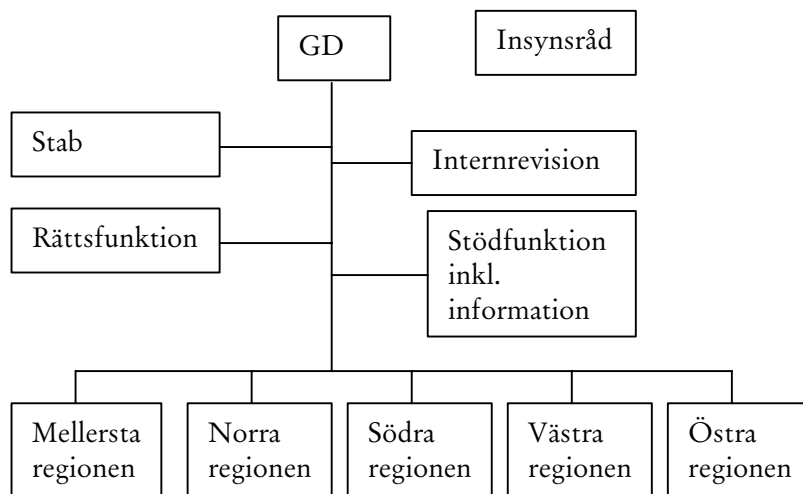 GD
Insynsråd
Stab
Internrevision
Rättsfunktion
Stödfunktion
inkl.
information
Mellersta
regionen
Norra
regionen
Södra
regionen
Västra
regionen
Östra
regionen